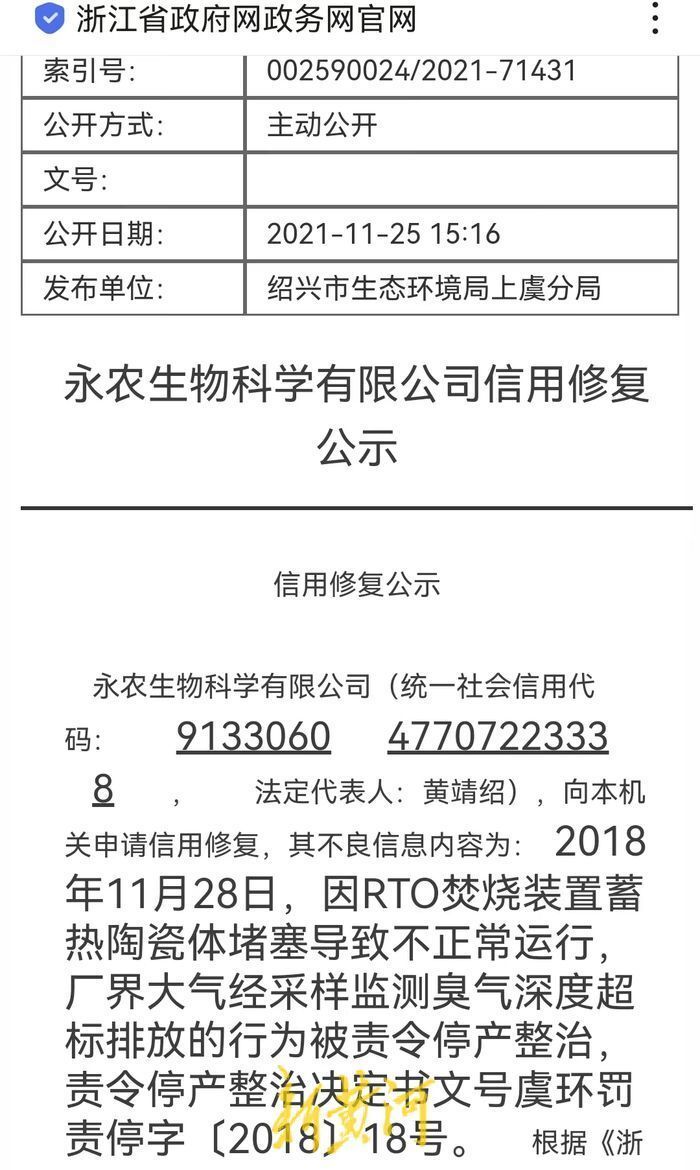 浙江省政府网政务网官网
索引号： 002590024/2021-71431
公开方式： 主动公开
文号：
公开日期： 2021-11-25 15:16
发布单位： 绍兴市生态环境局上虞分局
永农生物科学有限公司信用修复
公示
信用修复公示
永农生物科学有限公司（统一社会信用代
码： 9133060 4770722333
8 ， 法定代表人：黄靖绍），向本机
关申请信用修复，其不良信息内容为： 2018
年11月28日，因RTO焚烧装置蓄
热陶瓷体堵塞导致不正常运行，
厂界大气经采样监测臭气深度超
标排放的行为被责令停产整治，
责令停产整治决定书文号虞环罚
责停字〔2018〕18号。 根据《浙
新黄河